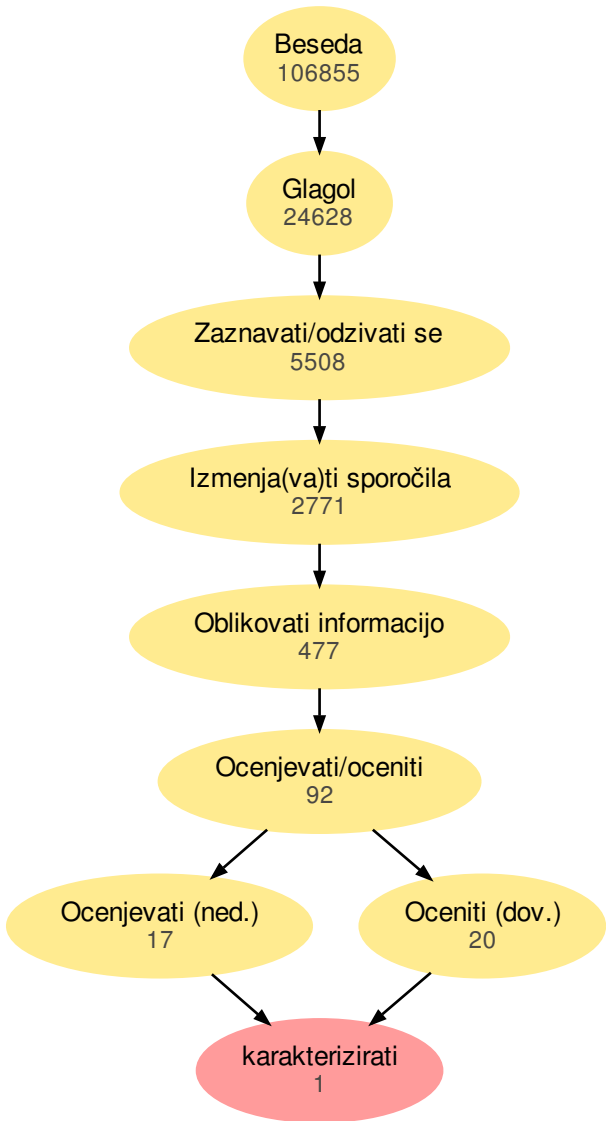 Beseda
106855
Glagol
24628
Zaznavati/odzivati se
5508
Izmenja(va)ti sporočila
2771
Oblikovati informacijo
477
Ocenjevati/oceniti
92
Ocenjevati (ned.)
17
Oceniti (dov.)
20
karakterizirati
1